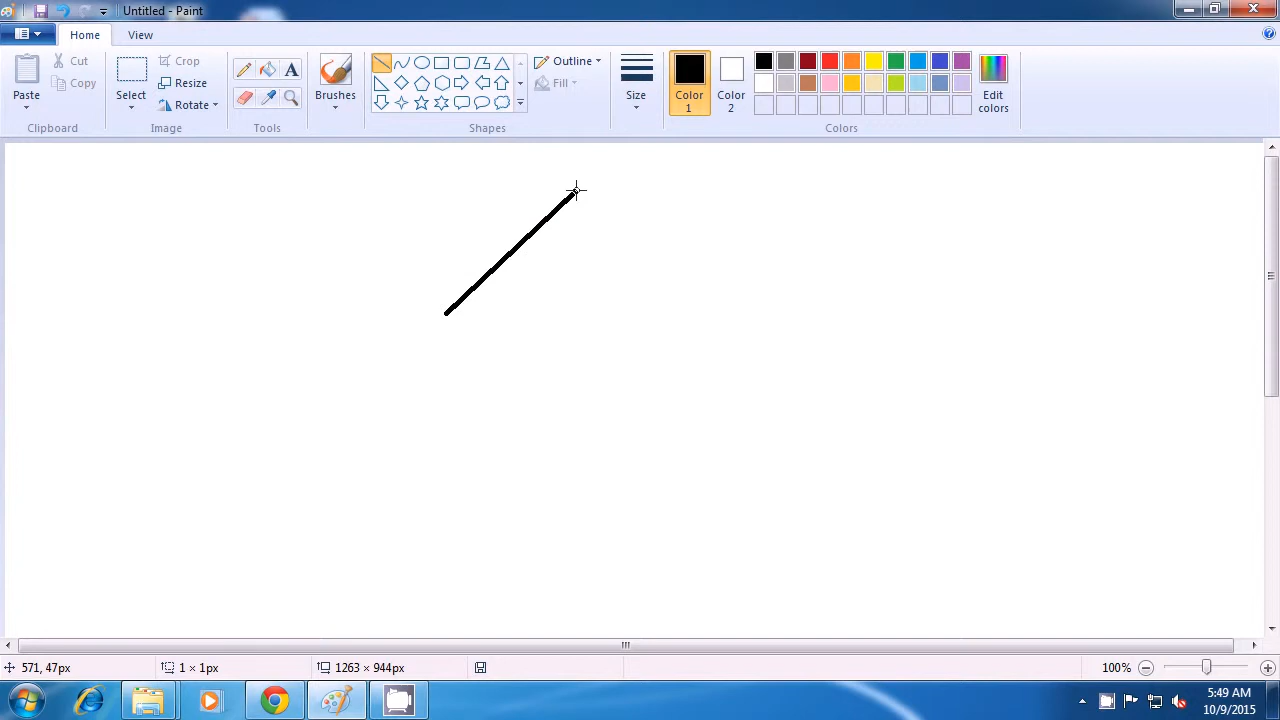 Untitled - Paint
Home View
Paste Cut Copy
Clipboard
Select Crop Resize Rotate
Image
A
Tools
Brushes
Outline Fill
Shapes
Size
Color 1 Color 2 Edit colors
Colors
571, 47px 1 × 1px 1263 × 944px 100%
5:49 AM
10/9/2015